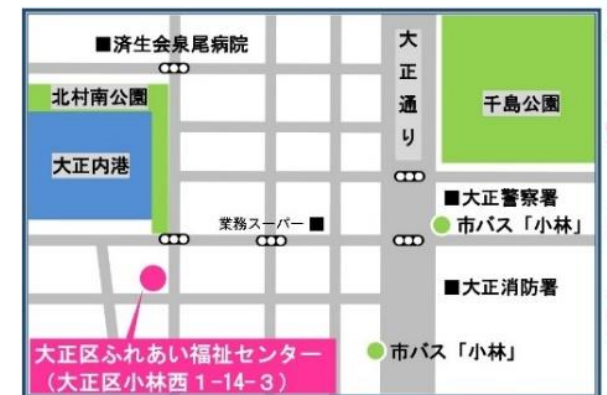 ■済生会泉尾病院
大正通り
北村南公園
千島公園
大正内港
■大正警察署
業務スーパー■
市バス「小林」
■大正消防署
大正区ふれあい福祉センター
（大正区小林西1-14-3）
市バス「小林」